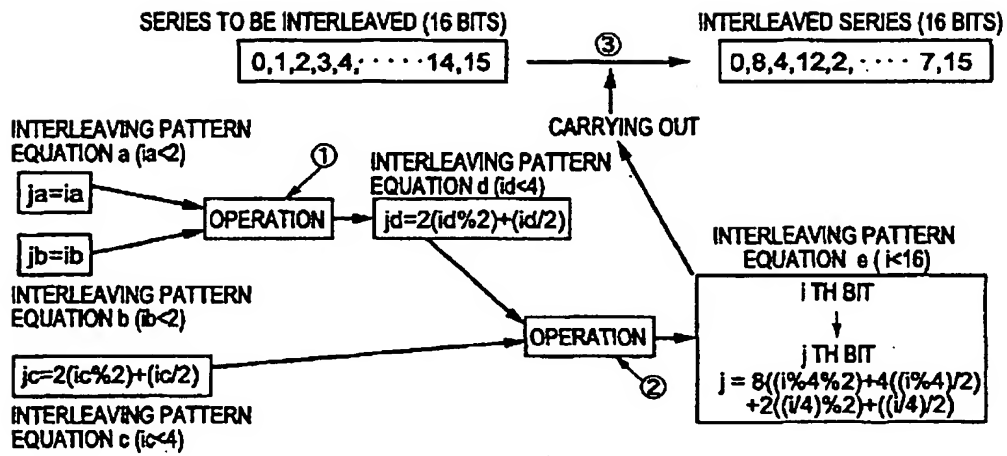 SERIES TO BE INTERLEAVED (16 BITS)
INTERLEAVED SERIES (16 BITS)
③
0,1,2,3,4,·····14,15
0,8,4,12,2,···· 7,15
CARRYING OUT
INTERLEAVING PATTERN
EQUATION a (ia<2)
①
INTERLEAVING PATTERN
EQUATION d (id<4)
ja=ia
OPERATION
jd=2(id%2)+(id/2)
jb=ib
INTERLEAVING PATTERN
EQUATION b (ib<2)
INTERLEAVING PATTERN
EQUATION e (i<16)
i TH BIT
j TH BIT
j = 8((i%4%2)+4((i%4)/2)
+2((i/4)%2)+((i/4)/2)
OPERATION
②
jc=2(ic%2)+(ic/2)
INTERLEAVING PATTERN
EQUATION c (ic<4)